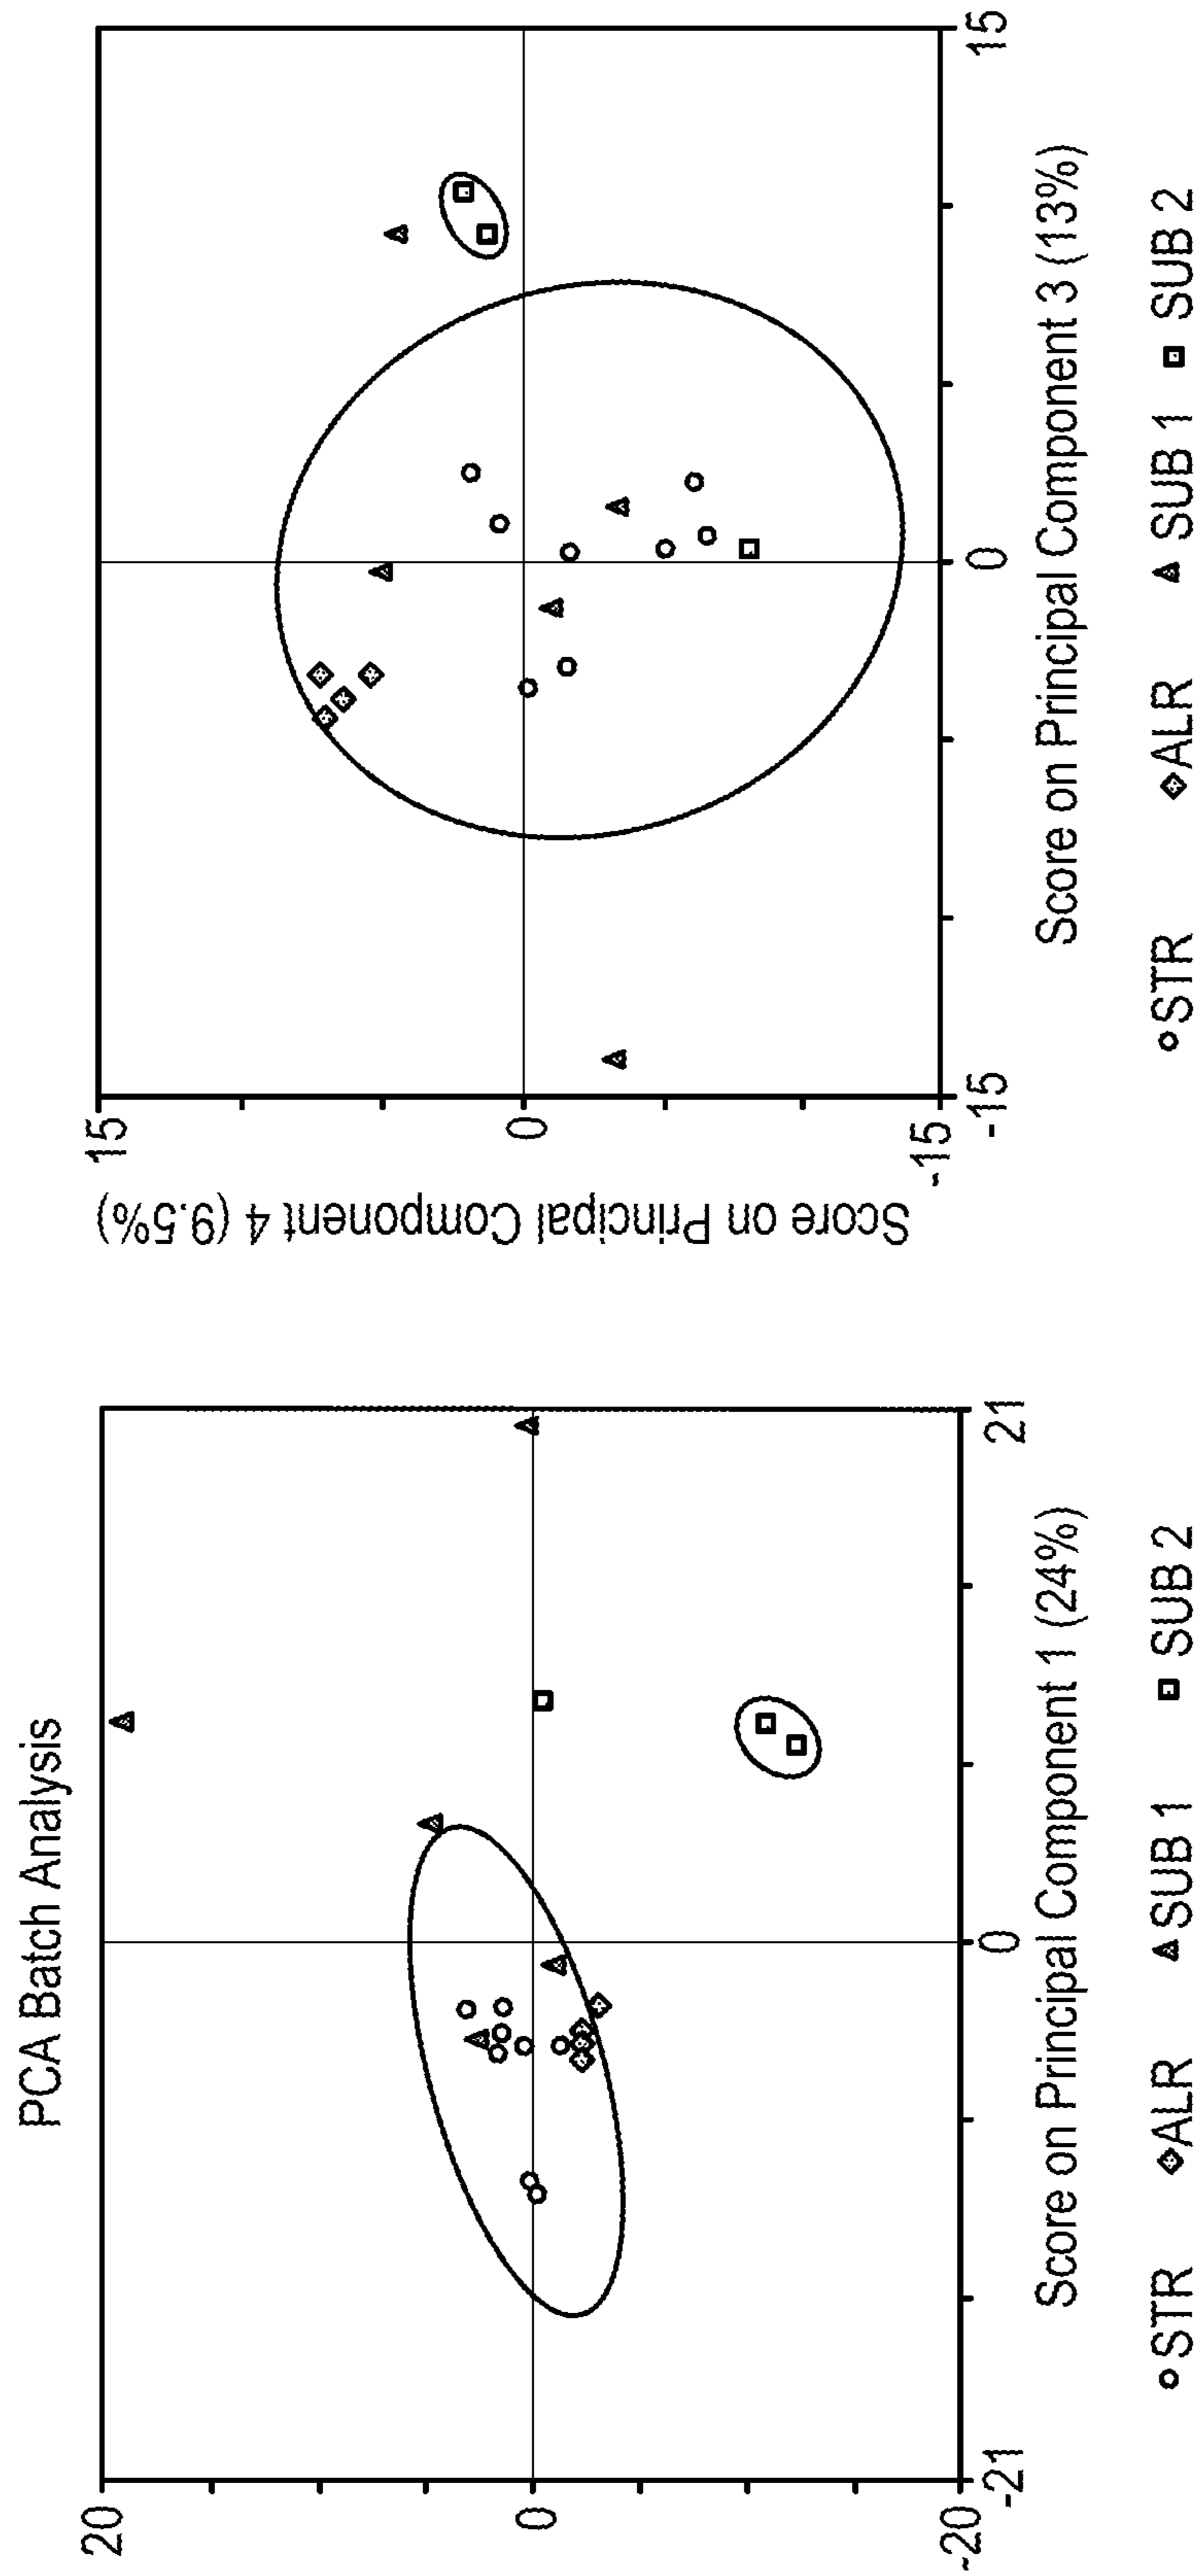 PCA Batch Analysis
20
0
-20
-21
0
21
Score on Principal Component 1 (24%)
STR ALR SUB 1 SUB 2
Score on Principal Component 4 (9.5%)
15
0
-15
-15
0
15
Score on Principal Component 3 (13%)
STR ALR SUB 1 SUB 2